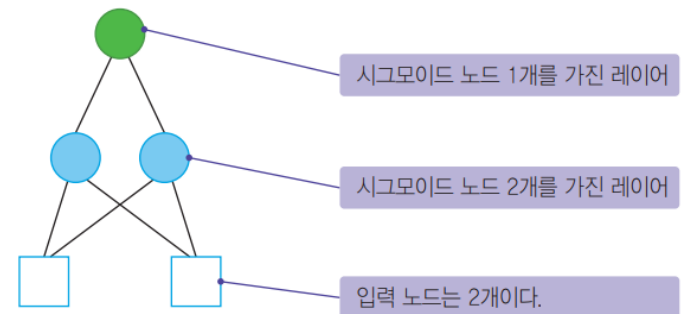 시그모이드 노드 1개를 가진 레이어
시그모이드 노드 2개를 가진 레이어
입력 노드는 2개이다.